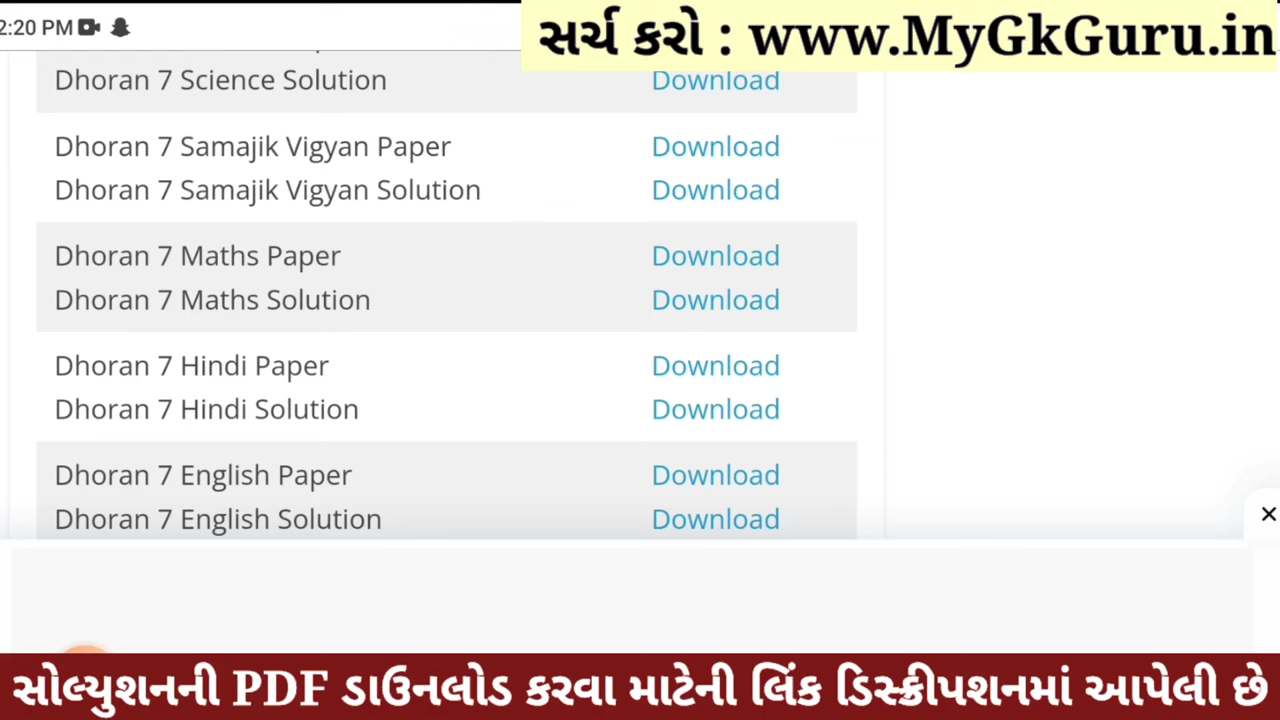 2:20 PM
સર્ચ કરો : www.MyGkGuru.in
Dhoran 7 Science Solution Download
Dhoran 7 Samajik Vigyan Paper Download
Dhoran 7 Samajik Vigyan Solution Download
Dhoran 7 Maths Paper Download
Dhoran 7 Maths Solution Download
Dhoran 7 Hindi Paper Download
Dhoran 7 Hindi Solution Download
Dhoran 7 English Paper Download
Dhoran 7 English Solution Download
સોલ્યુશનની PDF ડાઉનલોડ કરવા માટેની લિંક ડિસ્ક્રીપશનમાં આપેલી છે